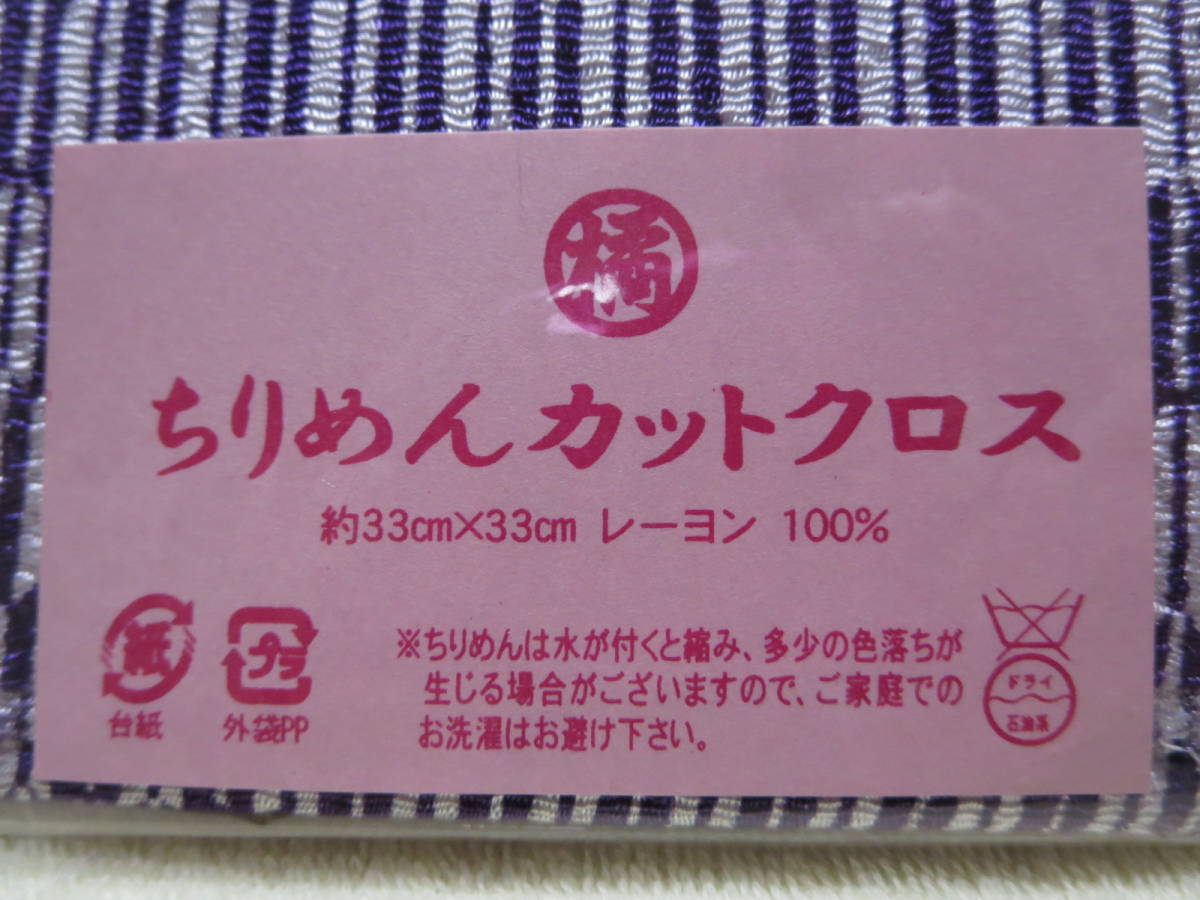 橘
ちりめんカットクロス
約33cm×33cm レーヨン 100%
紙
台紙
プラ
外袋PP
※ちりめんは水が付くと縮み、多少の色落ちが
生じる場合がございますので、ご家庭での
お洗濯はお避け下さい。
ドライ
石油系